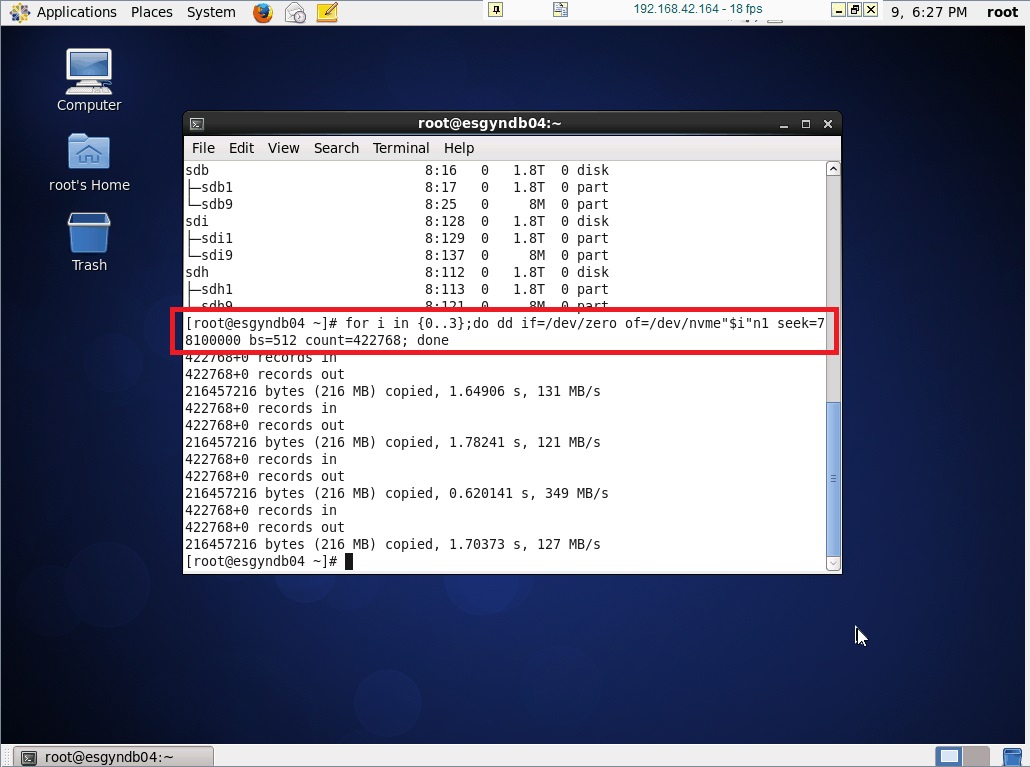 Applications Places System
192.168.42.164 - 18 fps
9, 6:27 PM root
Computer
root's Home
Trash
root@esgyndb04:~
File Edit View Search Terminal Help
sdb 8:16 0 1.8T 0 disk
├─sdb1 8:17 0 1.8T 0 part
└─sdb9 8:25 0 8M 0 part
sdi 8:128 0 1.8T 0 disk
├─sdi1 8:129 0 1.8T 0 part
└─sdi9 8:137 0 8M 0 part
sdh 8:112 0 1.8T 0 disk
├─sdh1 8:113 0 1.8T 0 part
└─sdh9 8:121 0 8M 0 part
[root@esgyndb04 ~]# for i in {0..3};do dd if=/dev/zero of=/dev/nvme"$i"n1 seek=7
8100000 bs=512 count=422768; done
422768+0 records in
422768+0 records out
216457216 bytes (216 MB) copied, 1.64906 s, 131 MB/s
422768+0 records in
422768+0 records out
216457216 bytes (216 MB) copied, 1.78241 s, 121 MB/s
422768+0 records in
422768+0 records out
216457216 bytes (216 MB) copied, 0.620141 s, 349 MB/s
422768+0 records in
422768+0 records out
216457216 bytes (216 MB) copied, 1.70373 s, 127 MB/s
[root@esgyndb04 ~]#
root@esgyndb04:~